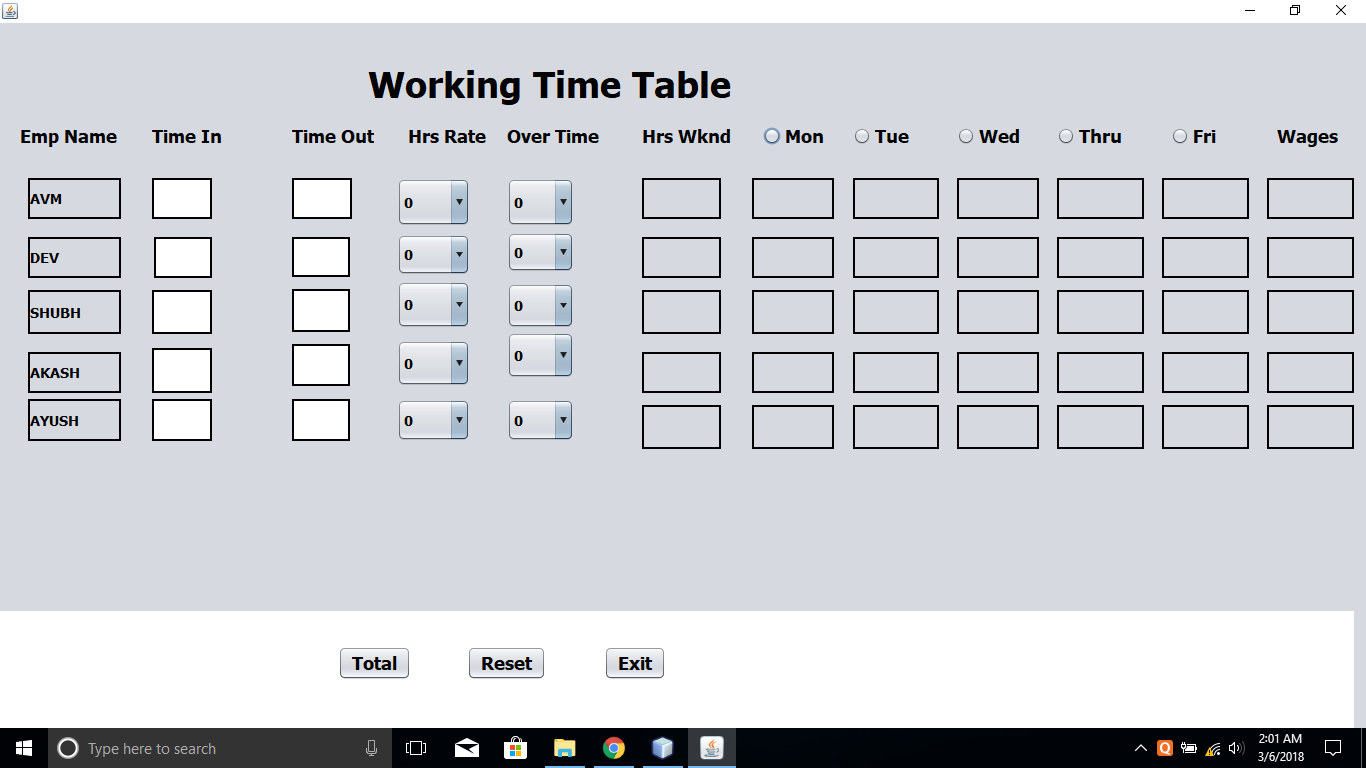 Working Time Table
Emp Name Time In Time Out Hrs Rate Over Time Hrs Wknd Mon Tue Wed Thru Fri Wages
AVM 0 0
DEV 0 0
SHUBH 0 0
AKASH 0 0
AYUSH 0 0
Total Reset Exit
Type here to search
2:01 AM
3/6/2018